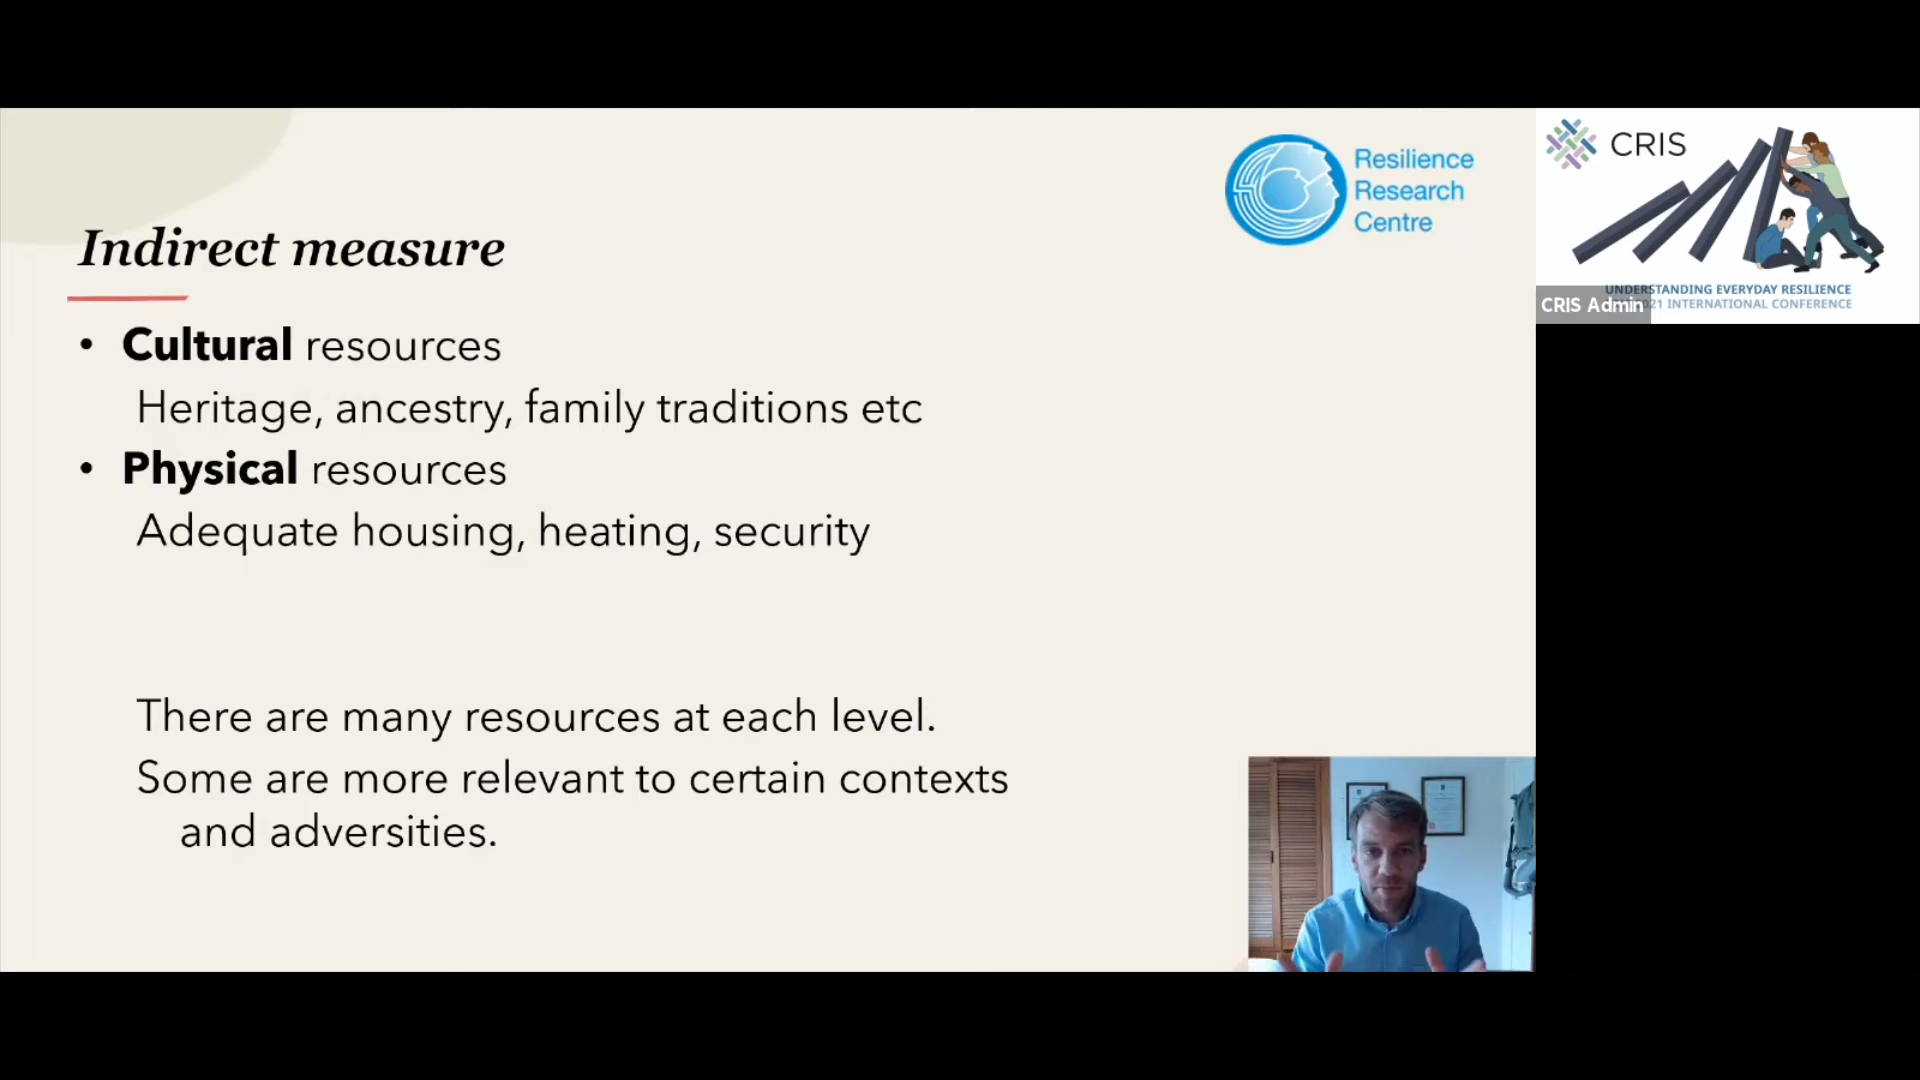 Indirect measure
• Cultural resources
Heritage, ancestry, family traditions etc
• Physical resources
Adequate housing, heating, security
There are many resources at each level.
Some are more relevant to certain contexts
and adversities.
Resilience
Research
Centre
CRIS
UNDERSTANDING EVERYDAY RESILIENCE
INTERNATIONAL CONFERENCE
CRIS Admin